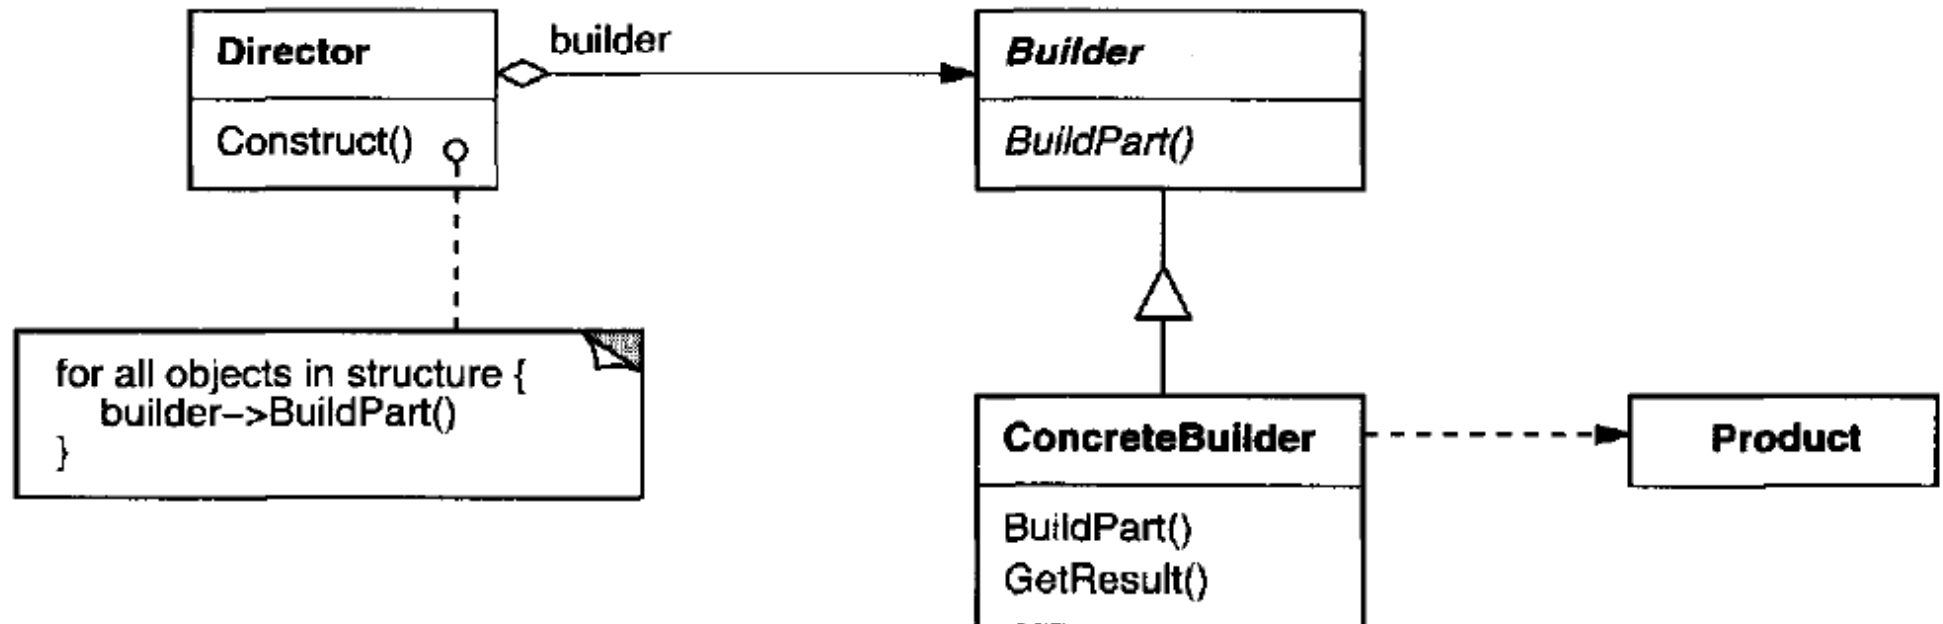 Director
builder
Builder
Construct()
BuildPart()
for all objects in structure {
builder–>BuildPart()
}
ConcreteBuilder
Product
BuildPart()
GetResult()